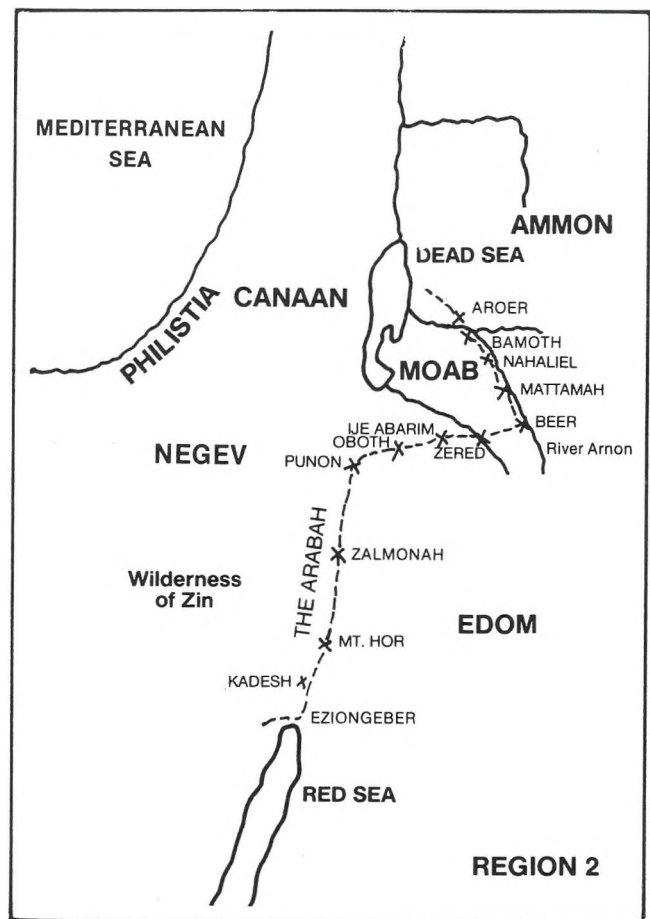 MEDITERRANEAN
SEA
AMMON
DEAD SEA
CANAAN
PHILISTIA
AROER
BAMOTH
NAHALIEL
MOAB
MATTAMAH
BEER
IJE ABARIM
OBOTH
River Arnon
NEGEV
PUNON
ZERED
THE ARABAH
ZALMONAH
Wilderness
of Zin
EDOM
MT. HOR
KADESH
EZIONGEBER
RED SEA
REGION 2